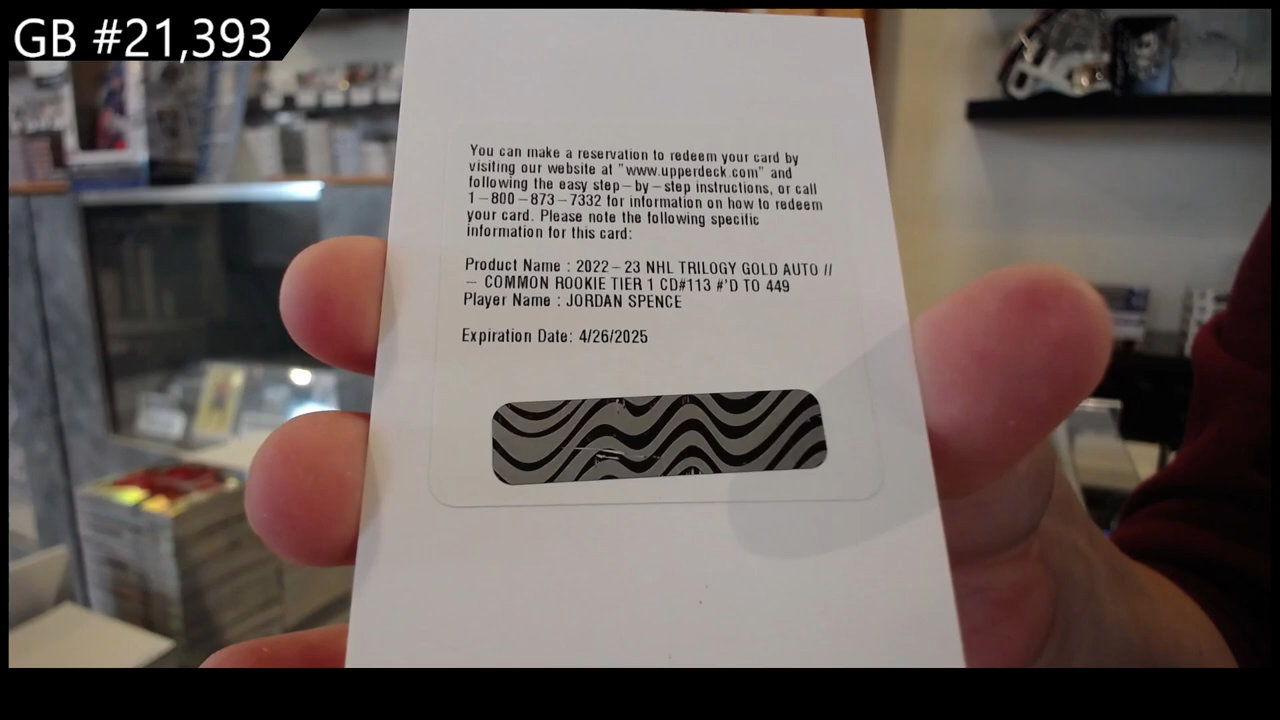 GB #21,393
You can make a reservation to redeem your card by
visiting our website at "www.upperdeck.com" and
following the easy step-by-step instructions, or call
1-800-873-7332 for information on how to redeem
your card. Please note the following specific
information for this card:
Product Name : 2022-23 NHL TRILOGY GOLD AUTO //
- COMMON ROOKIE TIER 1 CD#113 #'D TO 449
Player Name : JORDAN SPENCE
Expiration Date: 4/26/2025